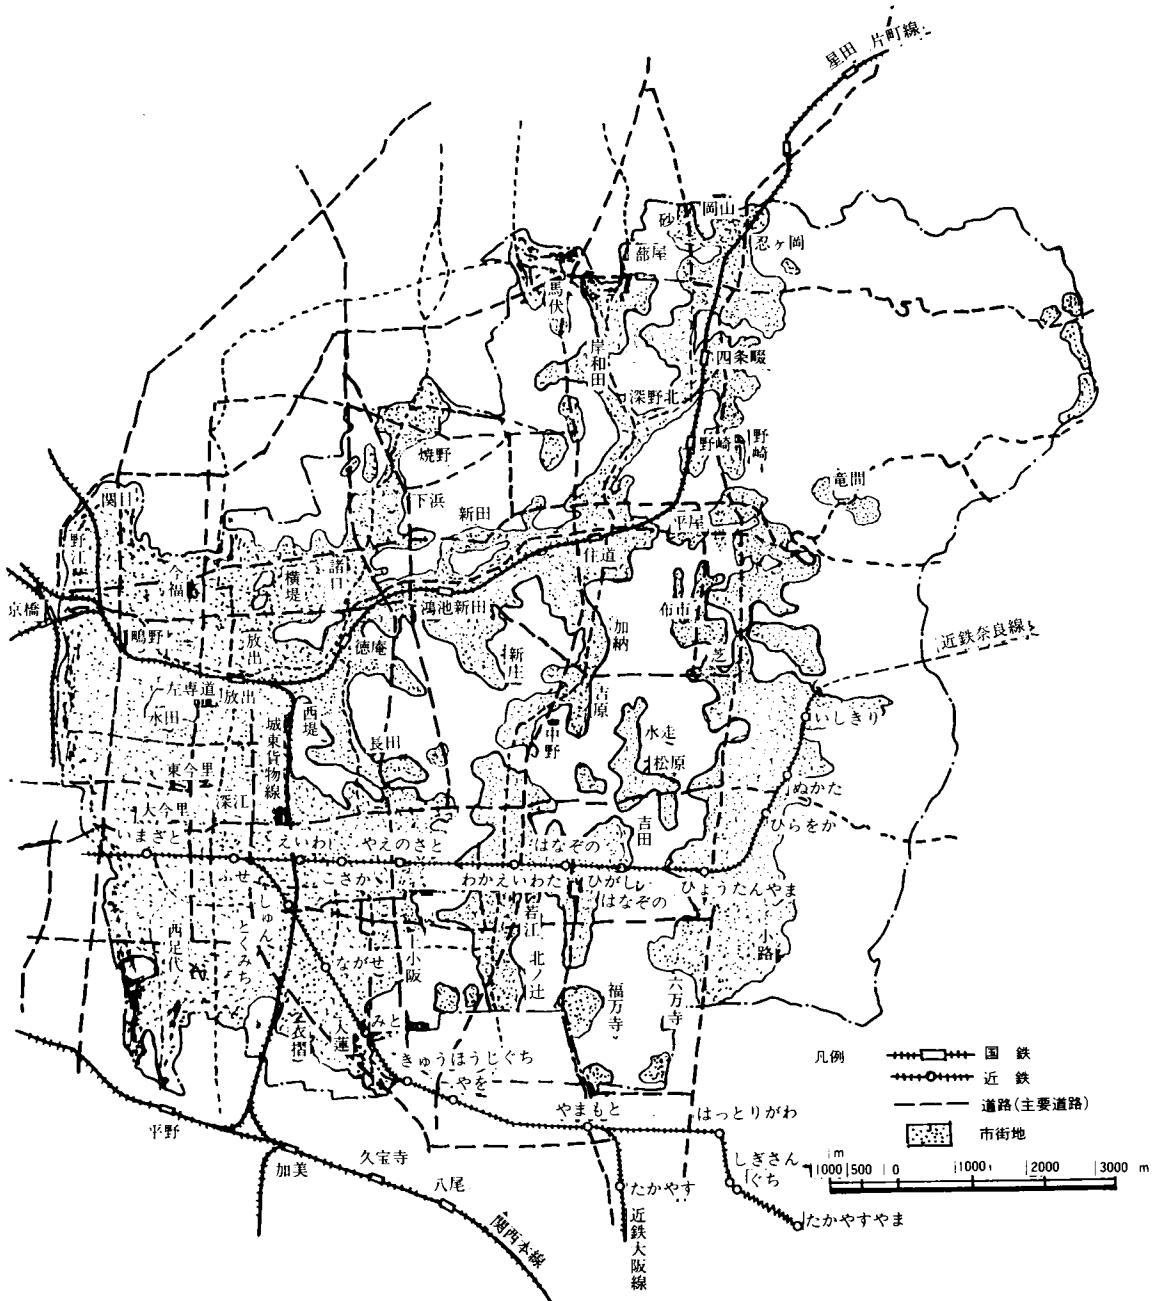 星田 片町線
砂
岡山
忍ヶ岡
蔀屋
馬伏
岸和田
四条畷
深野北
焼野
野崎
野崎
竜間
関目
下浜
新田
平屋
野江
今福
横堤
諸口
住道
京橋
鴫野
放出
徳庵
鴻池新田
加納
布市
新庄
芝
近鉄奈良線
左専道
放出
永田
西堤
城東貨物線
吉原
中野
いしきり
長田
水走
松原
東今里
ぬかた
大今里
深江
ひらをか
吉田
いまざと
えいわ
やえのさと
はなぞの
ふせ
こさか
わかえいわた
ひがし
はなぞの
ひょうたんやま
しゅん
とくみち
西足代
若江
北ノ辻
小路
ながせ
小阪
福万寺
六万寺
衣摺
大蓮
みと
きゅうほうじぐち
やを
やまもと
はっとりがわ
平野
加美
久宝寺
八尾
たかやす
しぎさん
ぐち
たかやすやま
関西本線
近鉄大阪線
凡例
国鉄
近鉄
道路(主要道路)
市街地
m
1000 500 0 1000 2000 3000 m